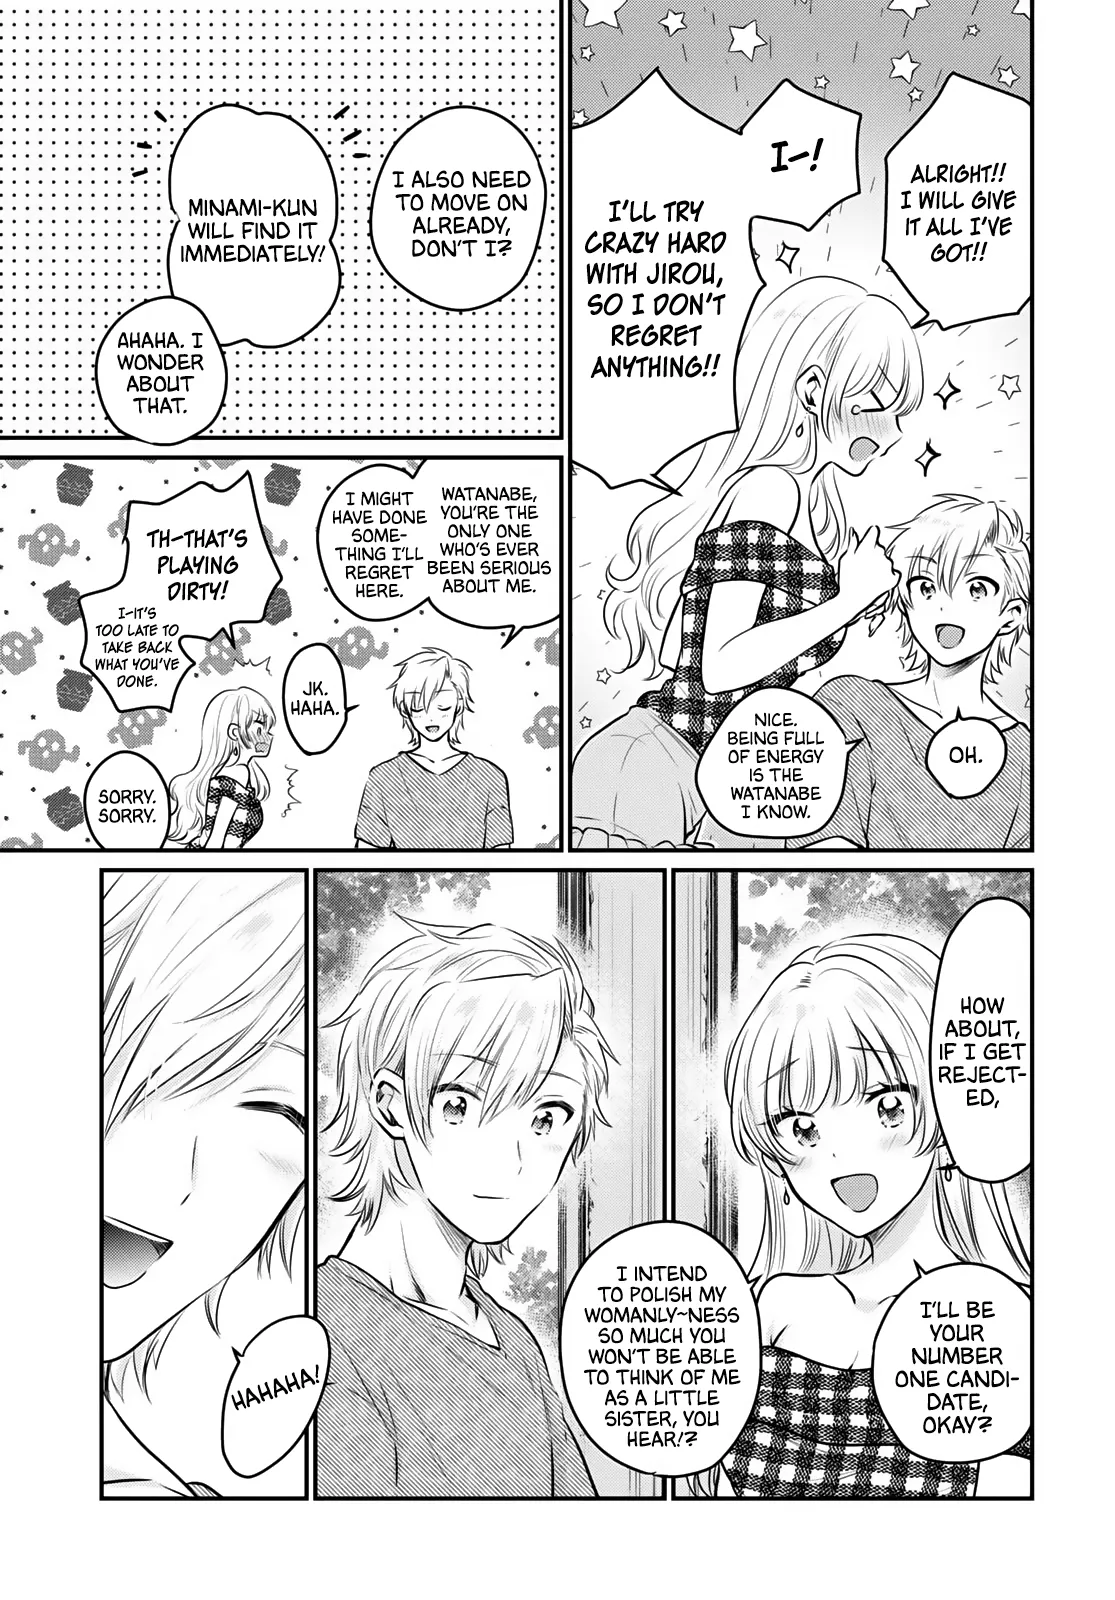 ALRIGHT!!
I WILL GIVE
IT ALL I'VE
GOT!!
I–!
I'LL TRY
CRAZY HARD
WITH JIROU,
SO I DON'T
REGRET
ANYTHING!!
OH.
NICE.
BEING FULL
OF ENERGY
IS THE
WATANABE
I KNOW.
I ALSO NEED
TO MOVE ON
ALREADY,
DON'T I?
MINAMI-KUN
WILL FIND IT
IMMEDIATELY!
AHAHA. I
WONDER
ABOUT
THAT.
WATANABE,
YOU'RE THE
ONLY ONE
WHO'S EVER
BEEN SERIOUS
ABOUT ME.
I MIGHT
HAVE DONE
SOME-
THING I'LL
REGRET
HERE.
JK.
HAHA.
TH-THAT'S
PLAYING
DIRTY!
I-IT'S
TOO LATE TO
TAKE BACK
WHAT YOU'VE
DONE.
SORRY.
SORRY.
HOW
ABOUT,
IF I GET
REJECT-
ED,
I'LL BE
YOUR
NUMBER
ONE CANDI-
DATE,
OKAY?
I INTEND
TO POLISH MY
WOMANLY~NESS
SO MUCH YOU
WON'T BE ABLE
TO THINK OF ME
AS A LITTLE
SISTER, YOU
HEAR!?
HAHAHA!